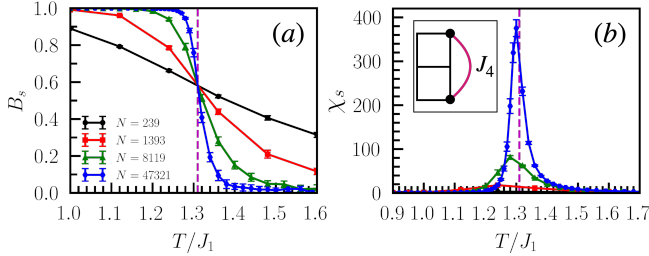 1.0
0.8
0.6
0.4
0.2
0.0
B_s
(a)
N = 239
N = 1393
N = 8119
N = 47321
1.0 1.1 1.2 1.3 1.4 1.5 1.6
T/J_1
400
300
200
100
0
χ_s
(b)
J_4
0.9 1.0 1.1 1.2 1.3 1.4 1.5 1.6 1.7
T/J_1